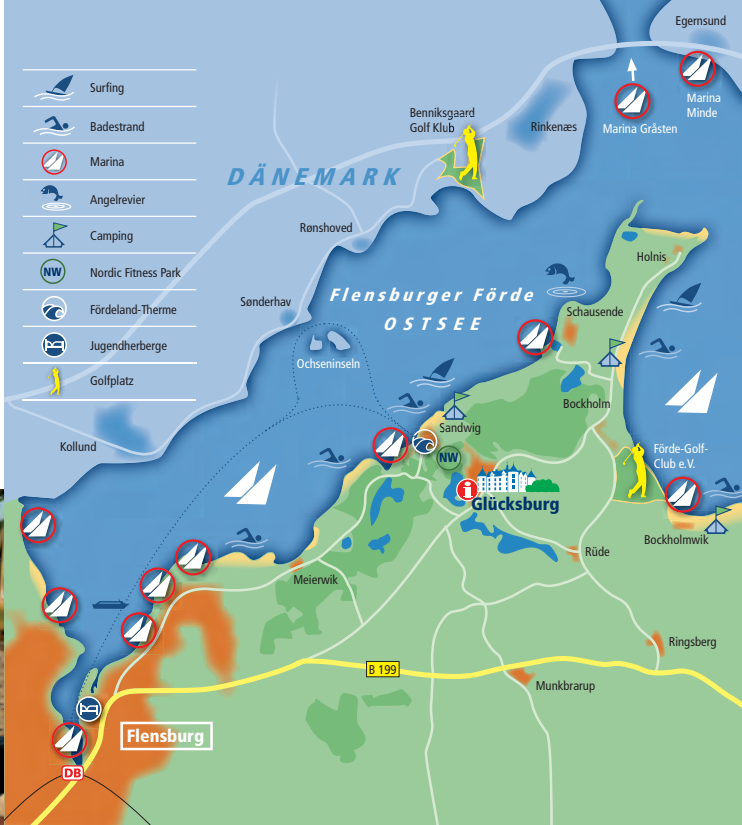 Egernsund
Surfing
Badestrand
Marina
Angelrevier
Camping
NW Nordic Fitness Park
Fördeland-Therme
Jugendherberge
Golfplatz
Marina
Minde
Marina Gråsten
Benniksgaard
Golf Klub
Rinkenæs
DÄNEMARK
Rønshoved
Holnis
Sønderhav
Flensburger Förde
OSTSEE
Schausende
Ochseninseln
Bockholm
Kollund
Sandwig
NW
Förde-Golf-
Club e.V.
i
Glücksburg
Bockholmwik
Rüde
Meierwik
Ringsberg
B 199
Munkbrarup
Flensburg
DB